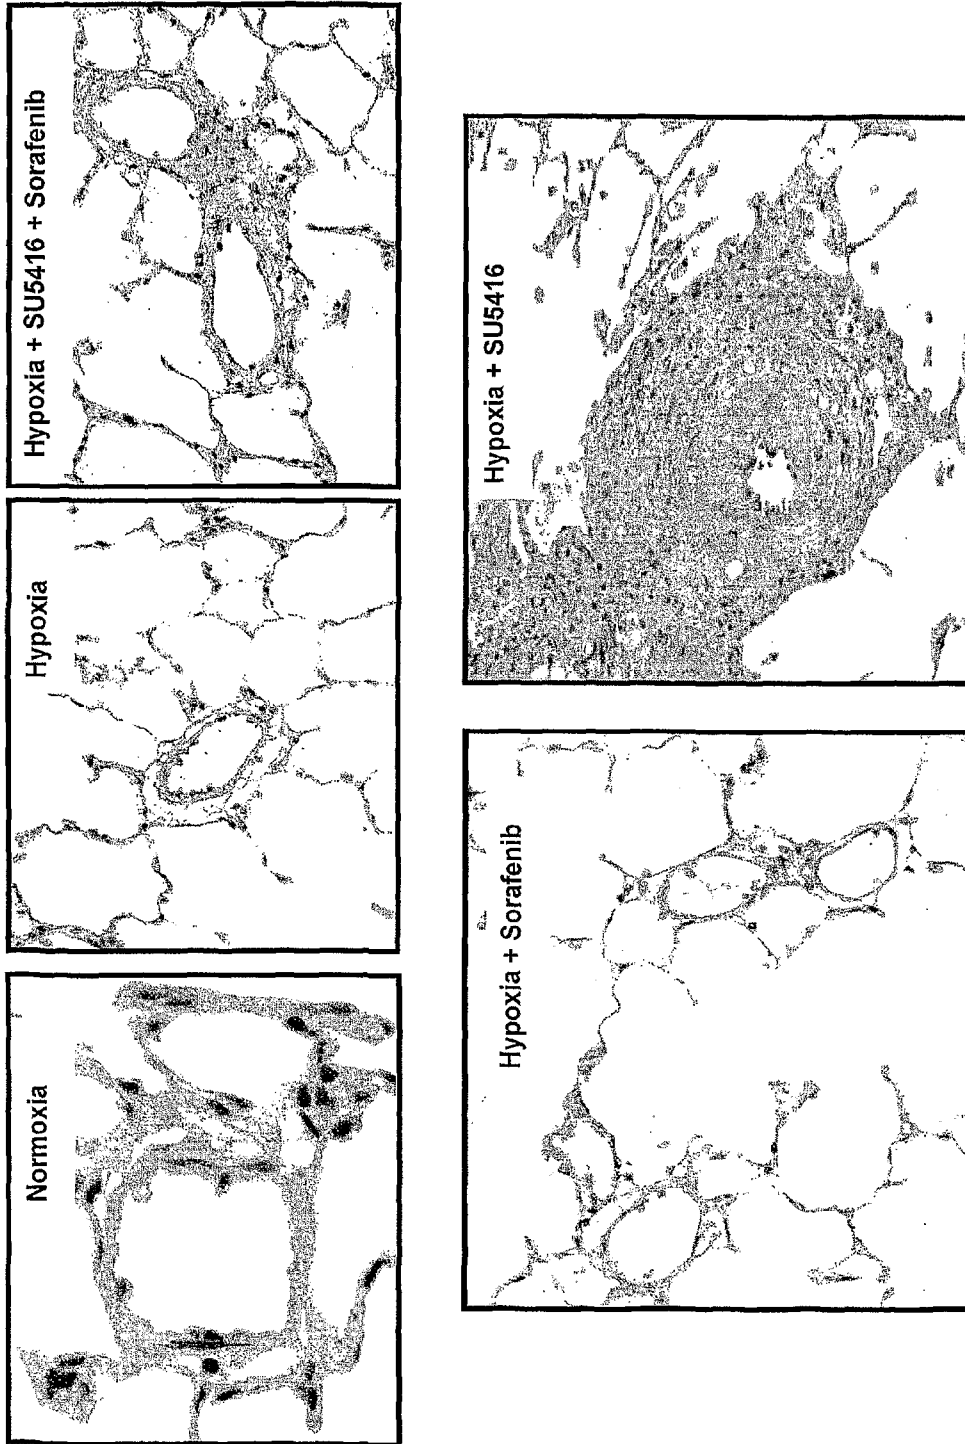 Normoxia
Hypoxia
Hypoxia + SU5416 + Sorafenib
Hypoxia + Sorafenib
Hypoxia + SU5416